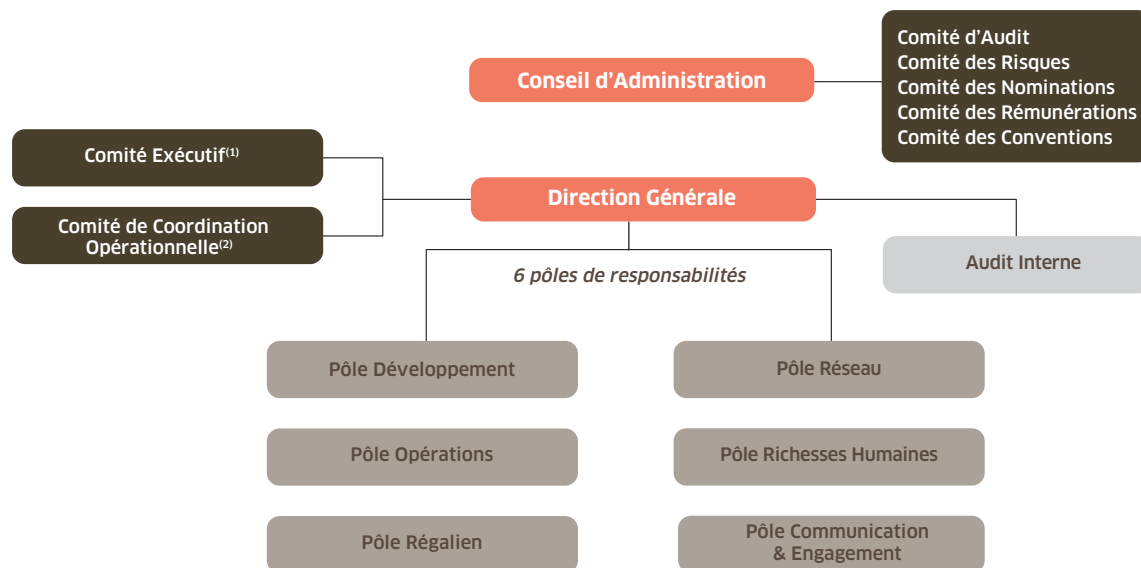 Conseil d’Administration
Comité d’Audit
Comité des Risques
Comité des Nominations
Comité des Rémunérations
Comité des Conventions
Comité Exécutif(1)
Comité de Coordination
Opérationnelle(2)
Direction Générale
Audit Interne
6 pôles de responsabilités
Pôle Développement
Pôle Réseau
Pôle Opérations
Pôle Richesses Humaines
Pôle Régalien
Pôle Communication
& Engagement